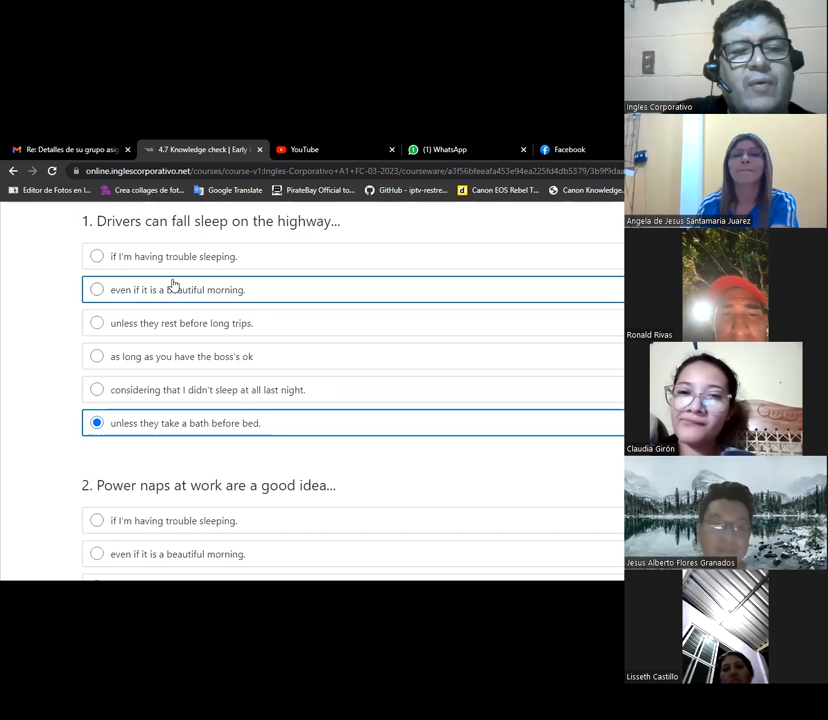 Re: Detalles de su grupo asig
4.7 Knowledge check | Early
YouTube
(1) WhatsApp
Facebook
online.inglescorporativo.net/courses/course-v1:Ingles-Corporativo+A1+FC-03-2023/courseware/a3f56bfeefa453e94ea225fd4db5379/3b9f9daa
Editor de Fotos en l...
Crea collages de fot...
Google Translate
PirateBay Official to...
GitHub - iptv-restre...
Canon EOS Rebel T...
Canon Knowledge
1. Drivers can fall sleep on the highway...
if I'm having trouble sleeping.
even if it is a beautiful morning.
unless they rest before long trips.
as long as you have the boss's ok
considering that I didn't sleep at all last night.
unless they take a bath before bed.
2. Power naps at work are a good idea...
if I'm having trouble sleeping.
even if it is a beautiful morning.
Ingles Corporativo
Angela de Jesus Santamaria Juarez
Ronald Rivas
Claudia Girón
Jesus Alberto Flores Granados
Lisseth Castillo